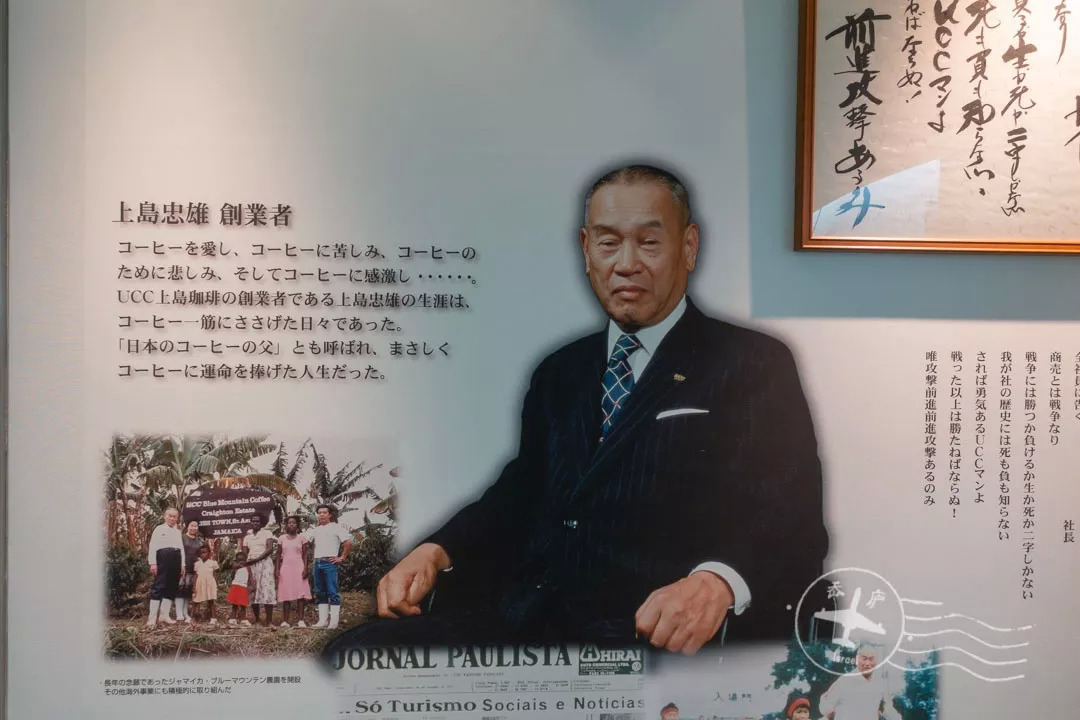 上島忠雄 創業者
コーヒーを愛し、コーヒーに苦しみ、コーヒーの
ために悲しみ、そしてコーヒーに感激し ‥‥‥。
UCC上島珈琲の創業者である上島忠雄の生涯は、
コーヒー一筋にささげた日々であった。
「日本のコーヒーの父」とも呼ばれ、まさしく
コーヒーに運命を捧げた人生だった。
UCC Blue Mountain Coffee
Craighton Estate
JAMAICA
長年の念願であったジャマイカ・ブルーマウンテン農園を開設
その他海外事業にも積極的に取り組んだ
UCCマンよ
ねばならぬ!
前進攻撃あるのみ
全社員に告ぐ
商売とは戦争なり
戦争には勝つか負けるか生か死か二字しかない
我が社の歴史には死も負も知らない
されば勇気あるUCCマンよ
戦った以上は勝たねばならぬ!
唯攻撃前進前進攻撃あるのみ
社長
JORNAL PAULISTA
HIRAI
Só Turismo Sociais e Notícias
入場